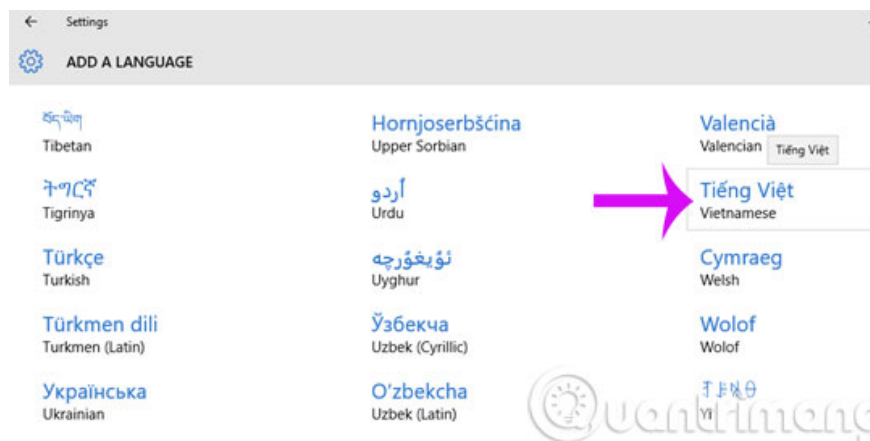 Settings
ADD A LANGUAGE
བོད་ཡིག
Tibetan
Hornjoserbšćina
Upper Sorbian
Valencià
Valencian
Tiếng Việt
ትግርኛ
Tigrinya
اُردو
Urdu
Tiếng Việt
Vietnamese
Türkçe
Turkish
ئۇيغۇرچە
Uyghur
Cymraeg
Welsh
Türkmen dili
Turkmen (Latin)
Ўзбекча
Uzbek (Cyrillic)
Wolof
Wolof
Українська
Ukrainian
O'zbekcha
Uzbek (Latin)
Yi
Quantrimang